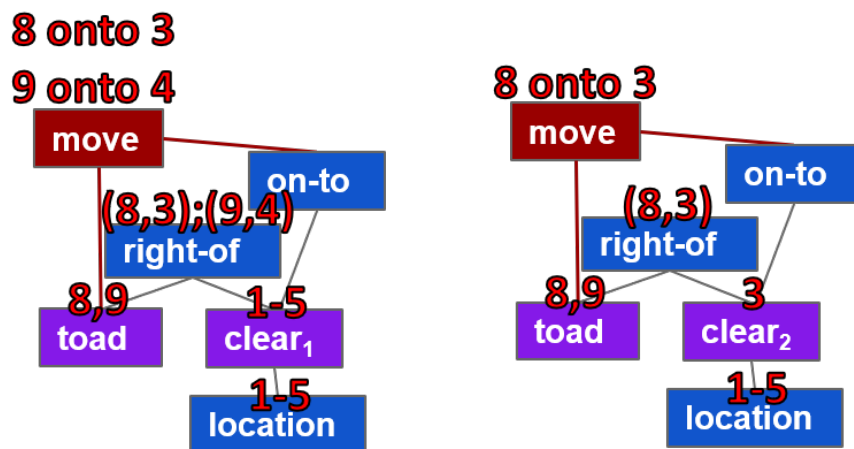 8 onto 3
9 onto 4
move
on-to
(8,3);(9,4)
right-of
8,9
1-5
toad
clear₁
1-5
location
8 onto 3
move
on-to
(8,3)
right-of
8,9
3
toad
clear₂
1-5
location